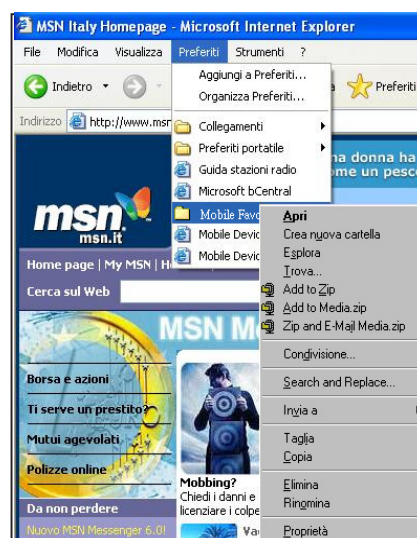 MSN Italy Homepage - Microsoft Internet Explorer
File Modifica Visualizza Preferiti Strumenti ?
Indietro Preferiti
Aggiungi a Preferiti...
Organizza Preferiti...
Indirizzo http://www.msn
Collegamenti
Preferiti portatile
Guida stazioni radio
Microsoft bCentral
Mobile Favo
Mobile Devic
Mobile Devic
na donna ha
ome un pesc
msn
msn.it
Home page | My MSN | H
Cerca sul Web
Apri
Crea nuova cartella
Esplora
Trova...
Add to Zip
Add to Media.zip
Zip and E-Mail Media.zip
Condivisione...
Search and Replace...
Invia a
Taglia
Copia
Elimina
Rinomina
Proprietà
MSN M
Borsa e azioni
Ti serve un prestito?
Mutui agevolati
Polizze online
Mobbing?
Chiedi i danni e
licenziare i colpe
Da non perdere
Nuovo MSN Messenger 6.0!
Va